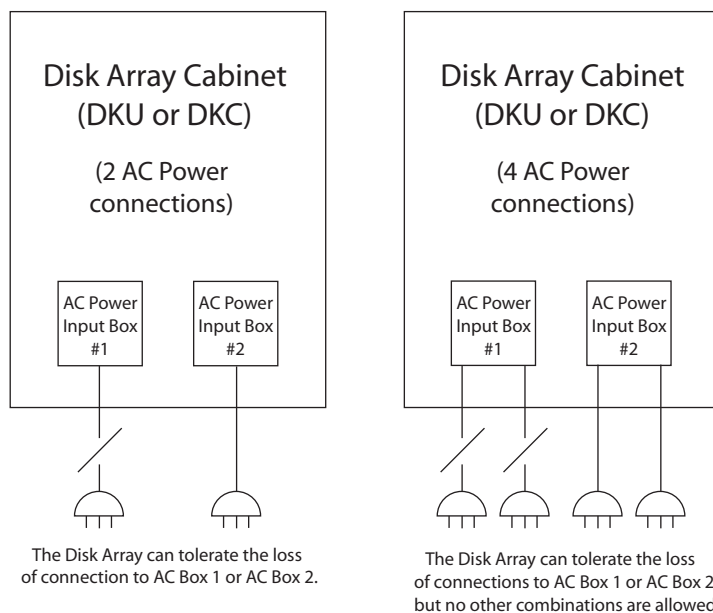 Disk Array Cabinet
(DKU or DKC)
(2 AC Power
connections)
AC Power
Input Box
#1
AC Power
Input Box
#2
The Disk Array can tolerate the loss
of connection to AC Box 1 or AC Box 2.
Disk Array Cabinet
(DKU or DKC)
(4 AC Power
connections)
AC Power
Input Box
#1
AC Power
Input Box
#2
The Disk Array can tolerate the loss
of connections to AC Box 1 or AC Box 2
but no other combinations are allowed